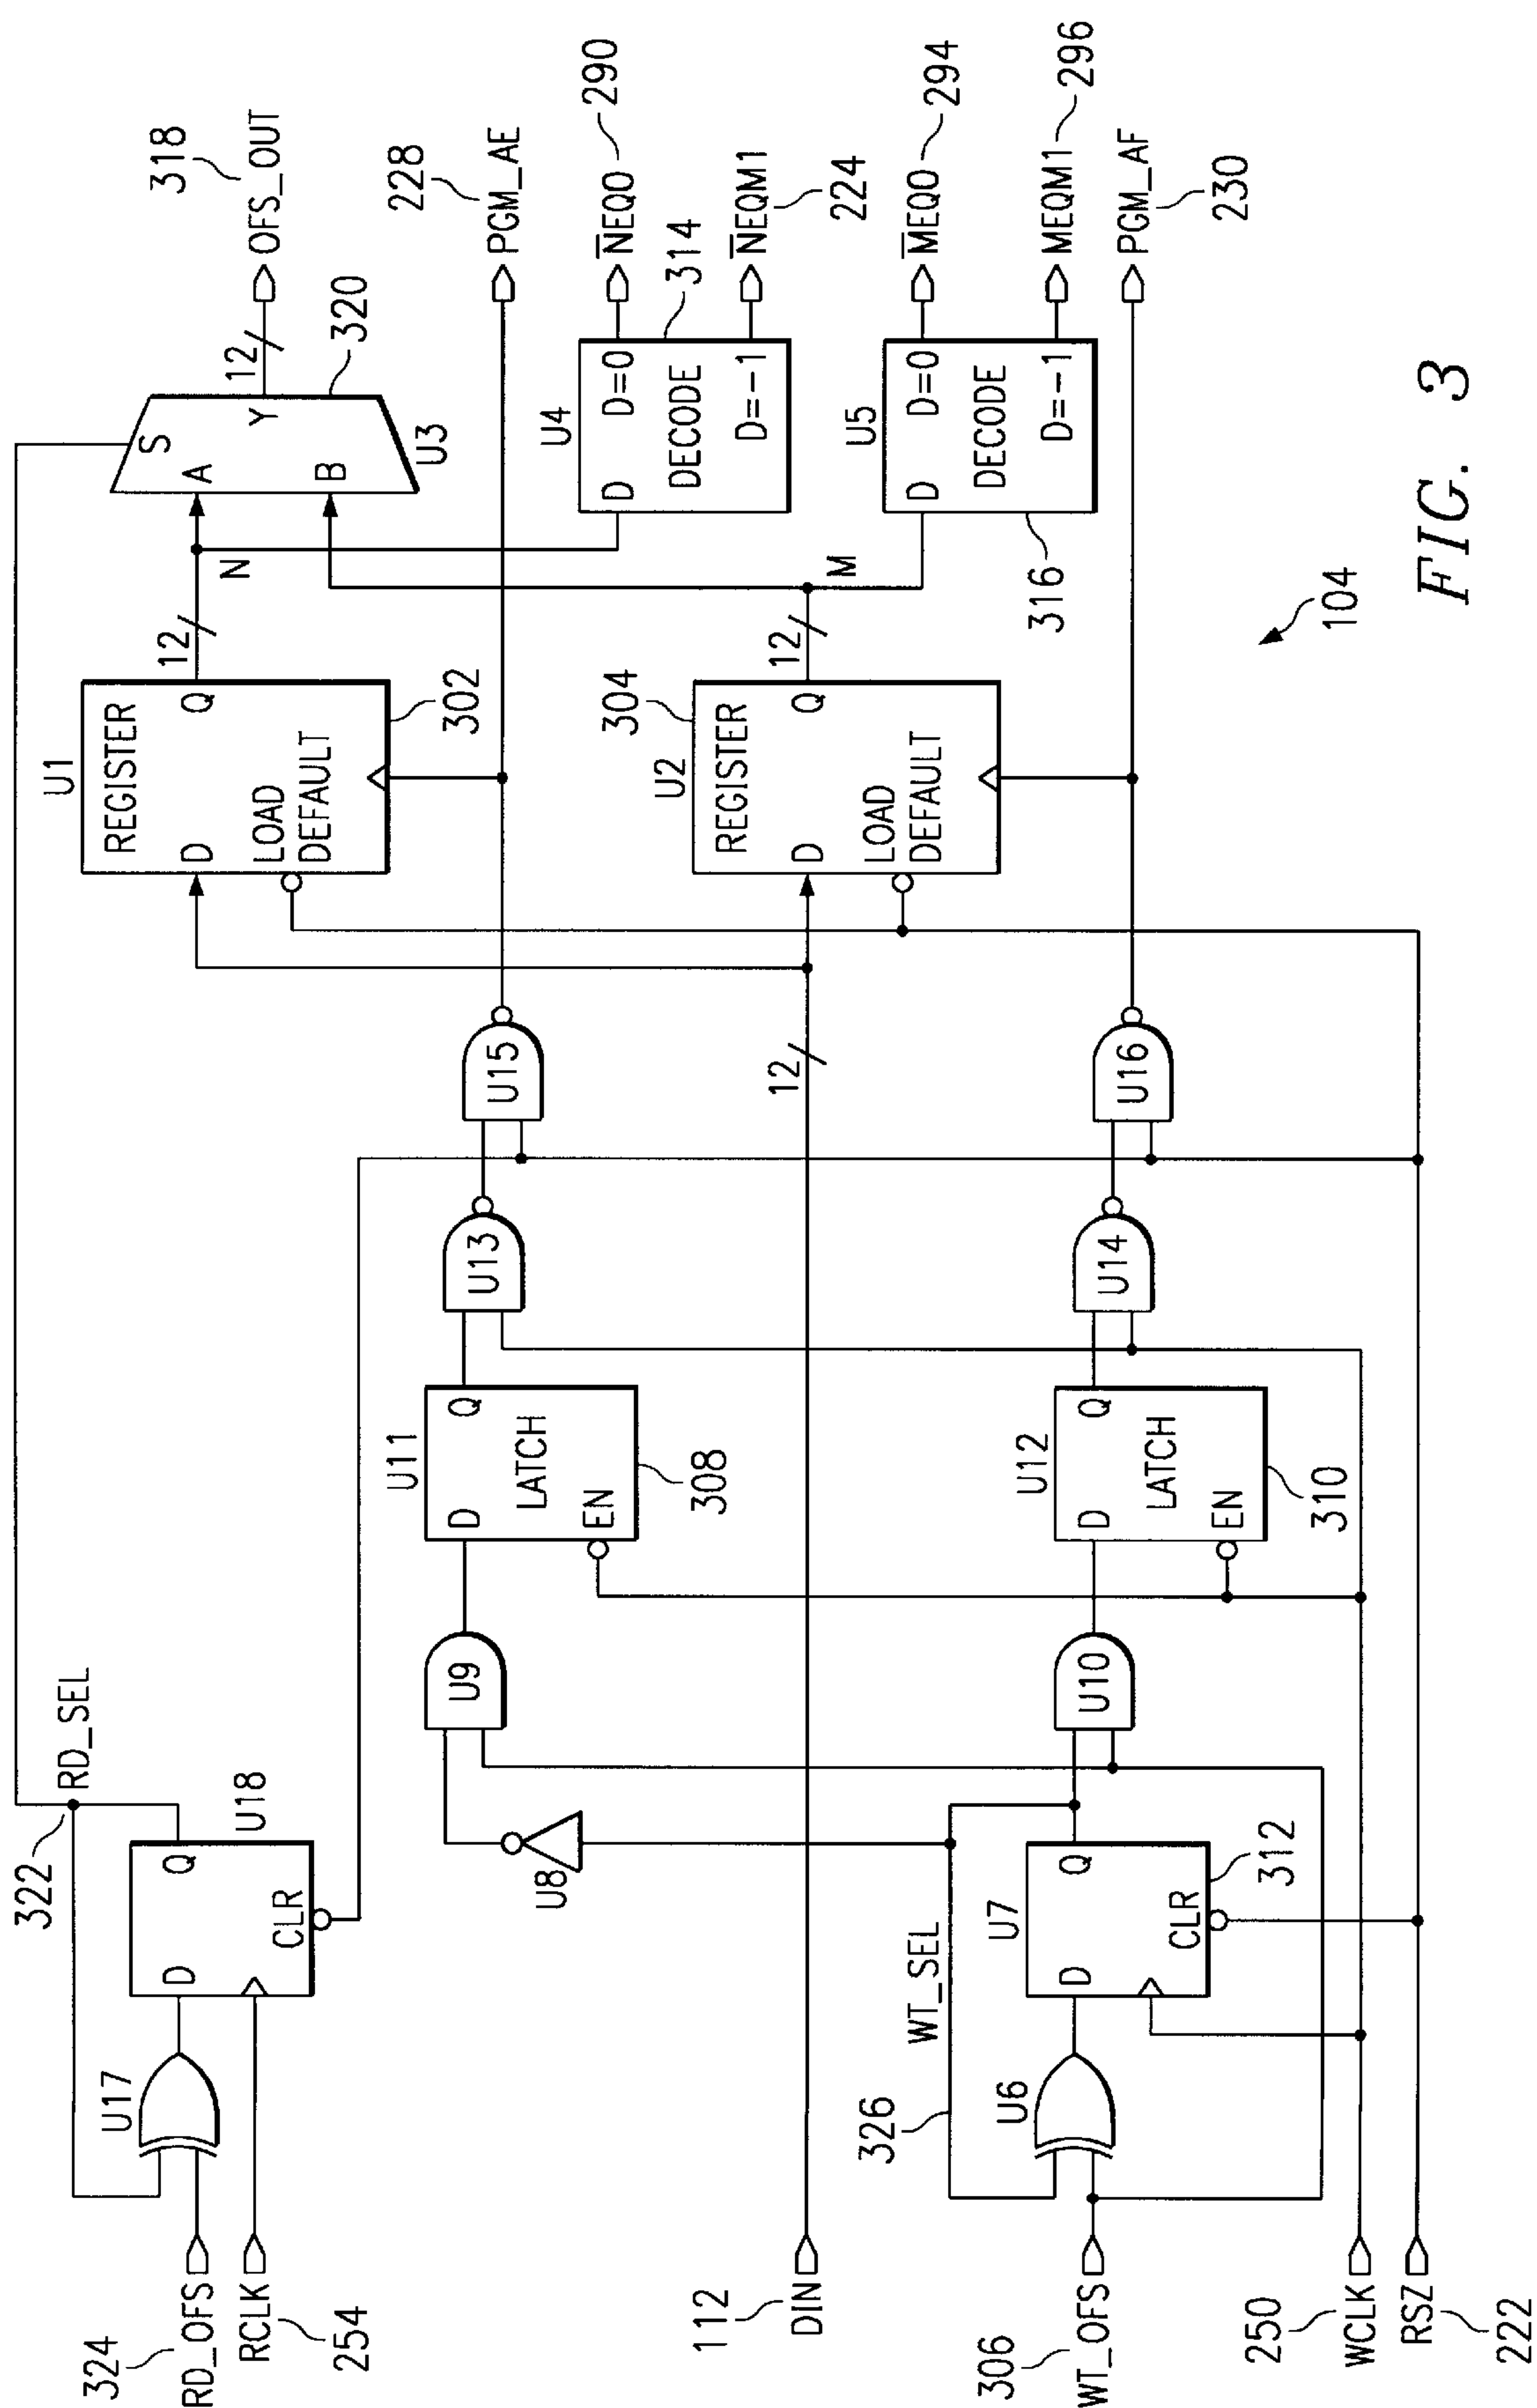 322
RD_SEL
324
RD_OFS
RCLK
254
U17
D
Q
CLR
U18
U1
REGISTER
D
Q
LOAD
DEFAULT
302
12
N
S
A
B
Y
U3
12
320
318
OFS_OUT
228
PGM_AE
U8
U9
U11
D
Q
LATCH
EN
308
U13
U15
U4
D
D=0
DECODE
D=-1
314
N̅EQ0
290
N̅EQM1
224
112
DIN
12
U2
304
REGISTER
D
Q
LOAD
DEFAULT
12
M
U5
D
D=0
DECODE
D=-1
316
M̅EQ0
294
MEQM1
296
326
WT_SEL
306
WT_OFS
U6
U7
D
Q
CLR
312
U10
U12
D
Q
LATCH
EN
310
U14
U16
PGM_AF
230
250
WCLK
RSZ
222
104
FIG. 3